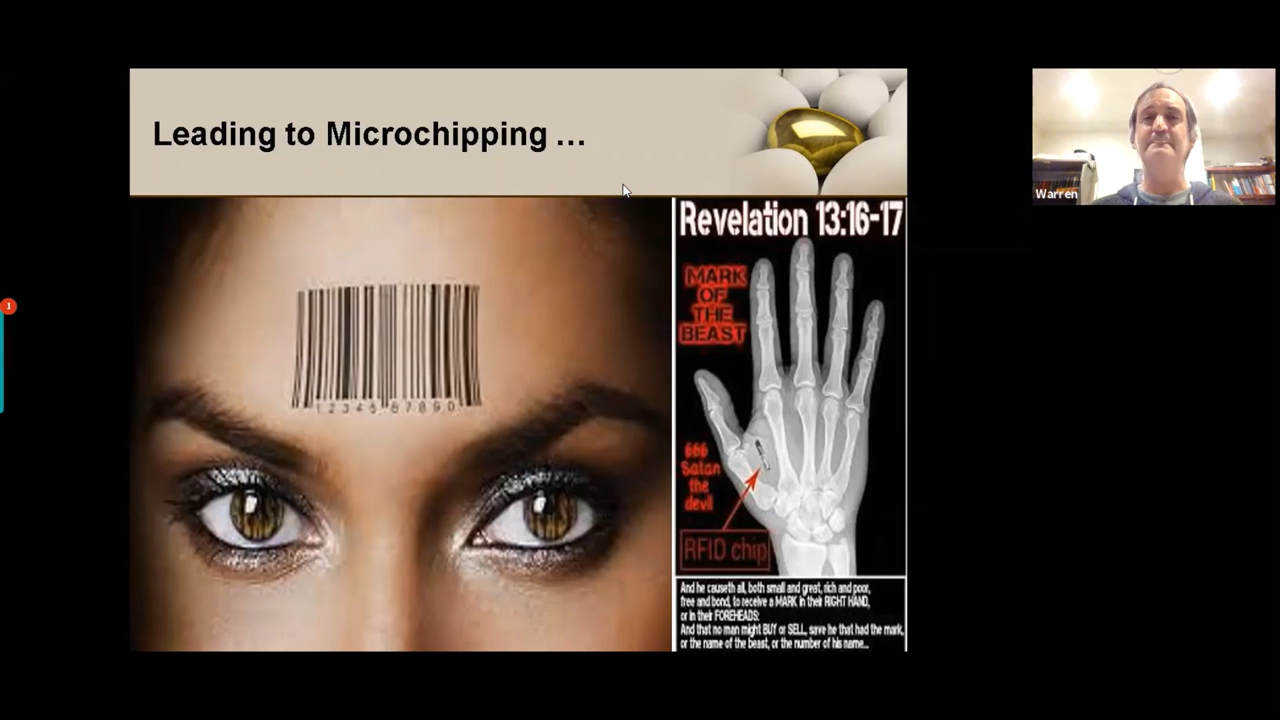 Leading to Microchipping ...
1234567890
Revelation 13:16-17
MARK
OF
THE
BEAST
666
Satan
the
devil
RFID chip
And he causeth all, both small and great, rich and poor,
free and bond, to receive a MARK in their RIGHT HAND,
or in their FOREHEADS:
And that no man might BUY or SELL, save he that had the mark,
or the name of the beast, or the number of his name...
Warren
1